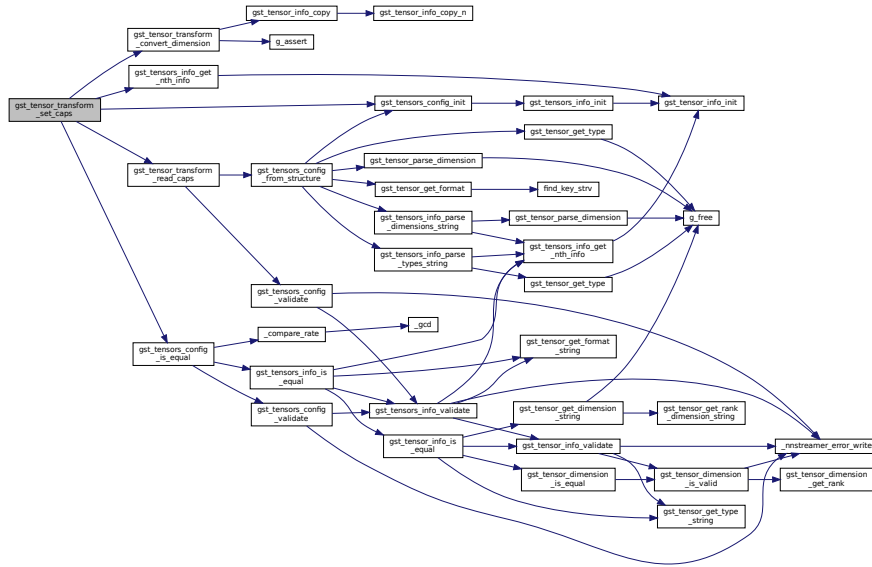 gst_tensor_info_copy
gst_tensor_info_copy_n
gst_tensor_transform
_convert_dimension
g_assert
gst_tensors_info_get
_nth_info
gst_tensor_transform
_set_caps
gst_tensors_config_init
gst_tensors_info_init
gst_tensor_info_init
gst_tensor_get_type
gst_tensor_parse_dimension
gst_tensor_transform
_read_caps
gst_tensors_config
_from_structure
gst_tensor_get_format
find_key_strv
gst_tensors_info_parse
_dimensions_string
gst_tensor_parse_dimension
g_free
gst_tensors_info_parse
_types_string
gst_tensors_info_get
_nth_info
gst_tensor_get_type
gst_tensors_config
_validate
_compare_rate
_gcd
gst_tensors_config
_is_equal
gst_tensor_get_format
_string
gst_tensors_info_is
_equal
gst_tensors_config
_validate
gst_tensors_info_validate
gst_tensor_get_dimension
_string
gst_tensor_get_rank
_dimension_string
gst_tensor_info_is
_equal
gst_tensor_info_validate
_nnstreamer_error_write
gst_tensor_dimension
_is_equal
gst_tensor_dimension
_is_valid
gst_tensor_dimension
_get_rank
gst_tensor_get_type
_string